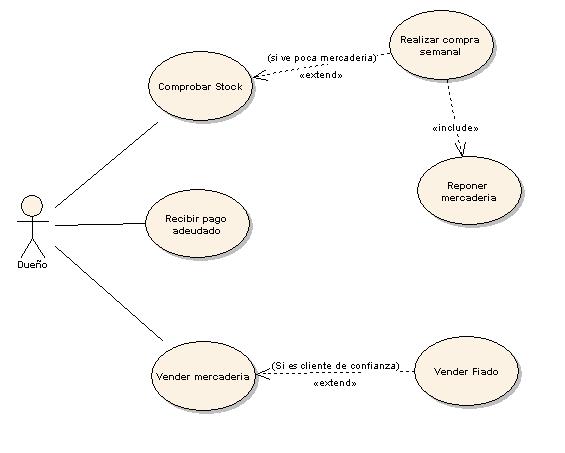 Realizar compra
semanal
(si ve poca mercaderia)
«extend»
Comprobar Stock
«include»
Reponer
mercaderia
Recibir pago
adeudado
Dueño
Vender mercaderia
(Si es cliente de confianza)
«extend»
Vender Fiado